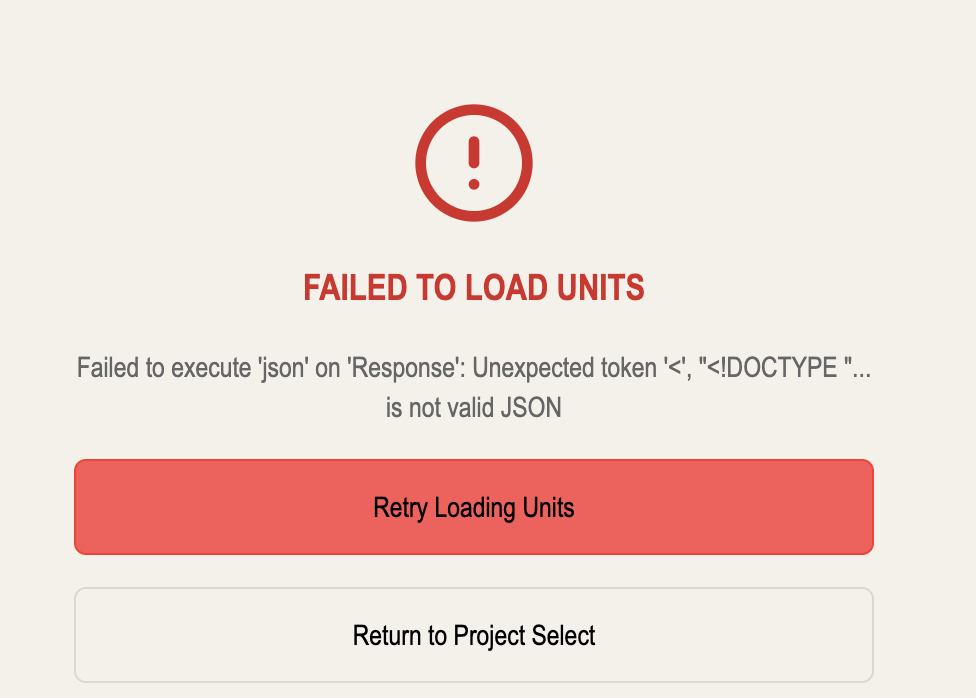 FAILED TO LOAD UNITS
Failed to execute 'json' on 'Response': Unexpected token '<', "<!DOCTYPE "...
is not valid JSON
Retry Loading Units
Return to Project Select